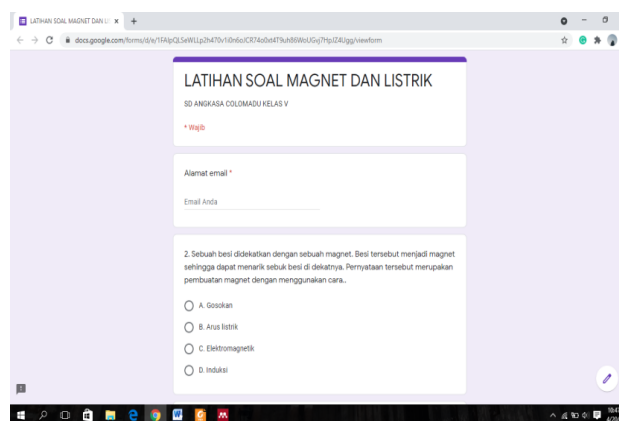 LATIHAN SOAL MAGNET DAN LI
docs.google.com/forms/d/e/
LATIHAN SOAL MAGNET DAN LISTRIK
SD ANGKASA COLOMADU KELAS V
* Wajib
Alamat email *
Email Anda
2. Sebuah besi didekatkan dengan sebuah magnet. Besi tersebut menjadi magnet
sehingga dapat menarik sebuk besi di dekatnya. Pernyataan tersebut merupakan
pembuatan magnet dengan menggunakan cara..
A. Gosokan
B. Arus listrik
C. Elektromagnetik
D. Induksi